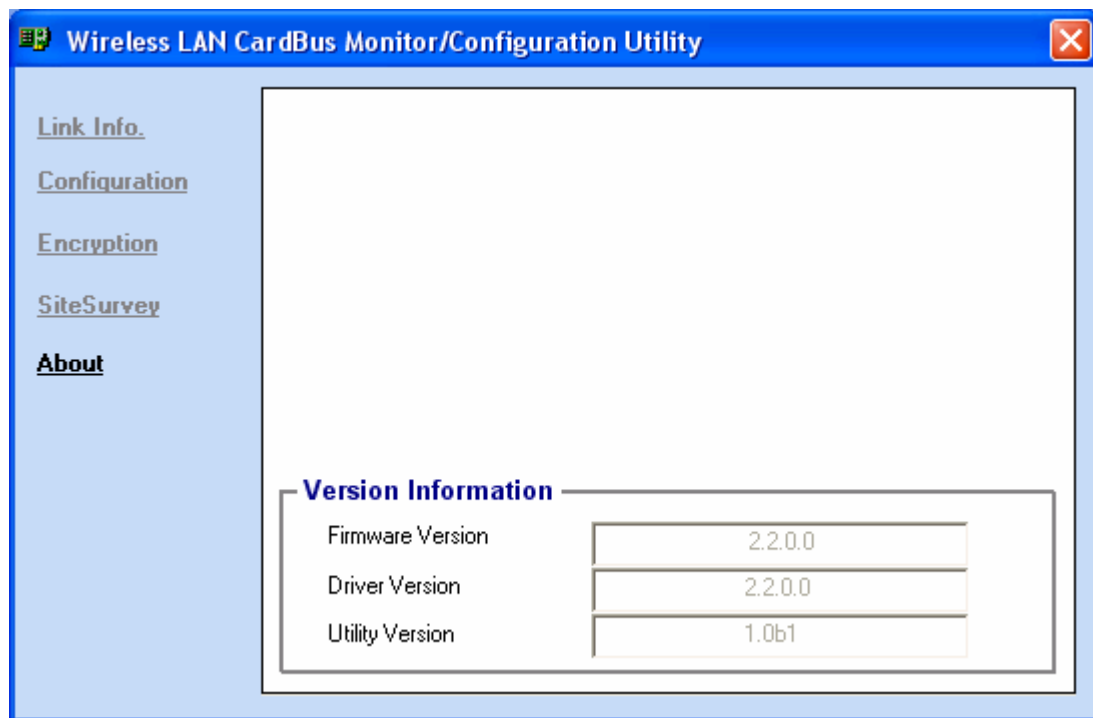 Wireless LAN CardBus Monitor/Configuration Utility
Link Info.
Configuration
Encryption
SiteSurvey
About
Version Information
Firmware Version 2.2.0.0
Driver Version 2.2.0.0
Utility Version 1.0b1